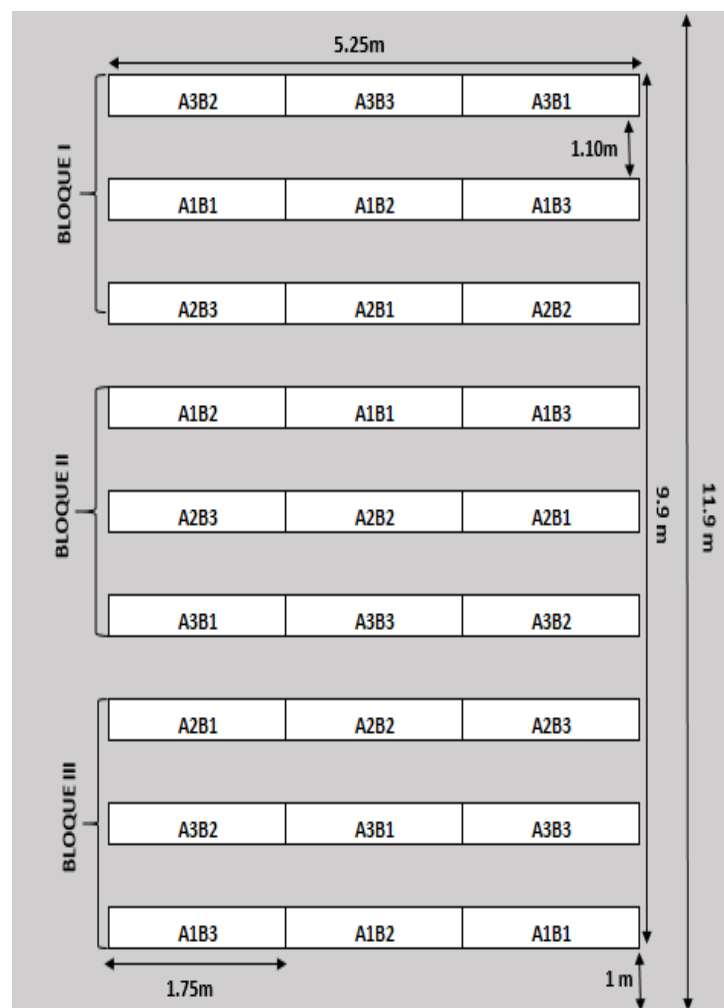 5.25m
A3B2 A3B3 A3B1
1.10m
BLOQUE I
A1B1 A1B2 A1B3
A2B3 A2B1 A2B2
A1B2 A1B1 A1B3
BLOQUE II
A2B3 A2B2 A2B1
9.9 m
11.9 m
A3B1 A3B3 A3B2
A2B1 A2B2 A2B3
BLOQUE III
A3B2 A3B1 A3B3
A1B3 A1B2 A1B1
1.75m
1 m